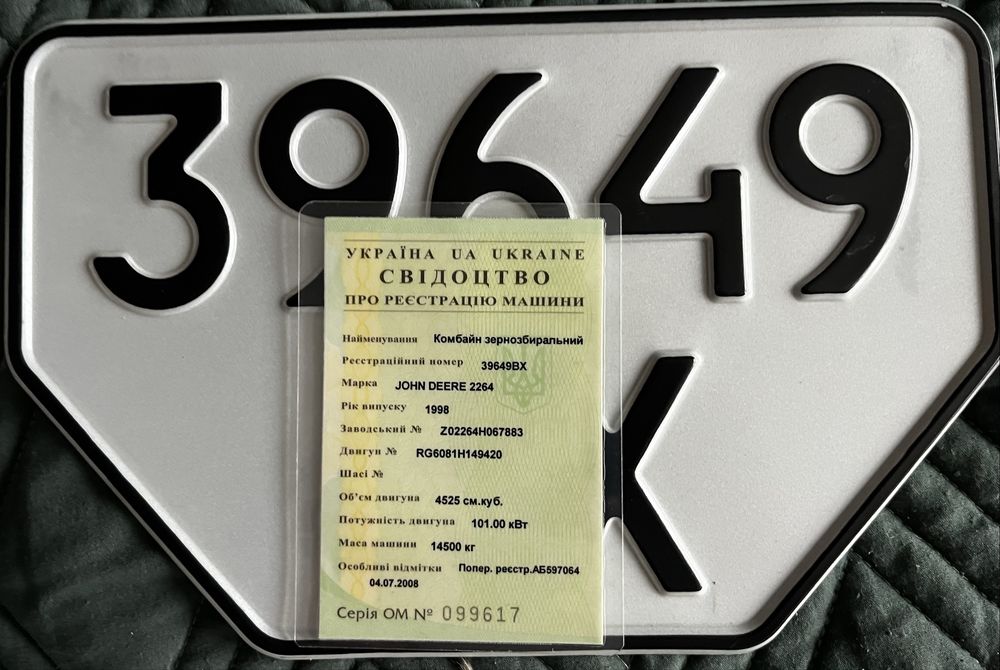 39649
УКРАЇНА UA UKRAINE
СВІДОЦТВО
ПРО РЕЄСТРАЦІЮ МАШИНИ
Найменування Комбайн зернозбиральний
Реєстраційний номер 39649ВХ
Марка JOHN DEERE 2264
Рік випуску 1998
Заводський № Z02264H067883
Двигун № RG6081H149420
Шасі №
Об'єм двигуна 4525 см.куб.
Потужність двигуна 101.00 кВт
Маса машини 14500 кг
Особливі відмітки Попер. реєстр.АБ597064
04.07.2008
Серія ОМ № 099617
Х